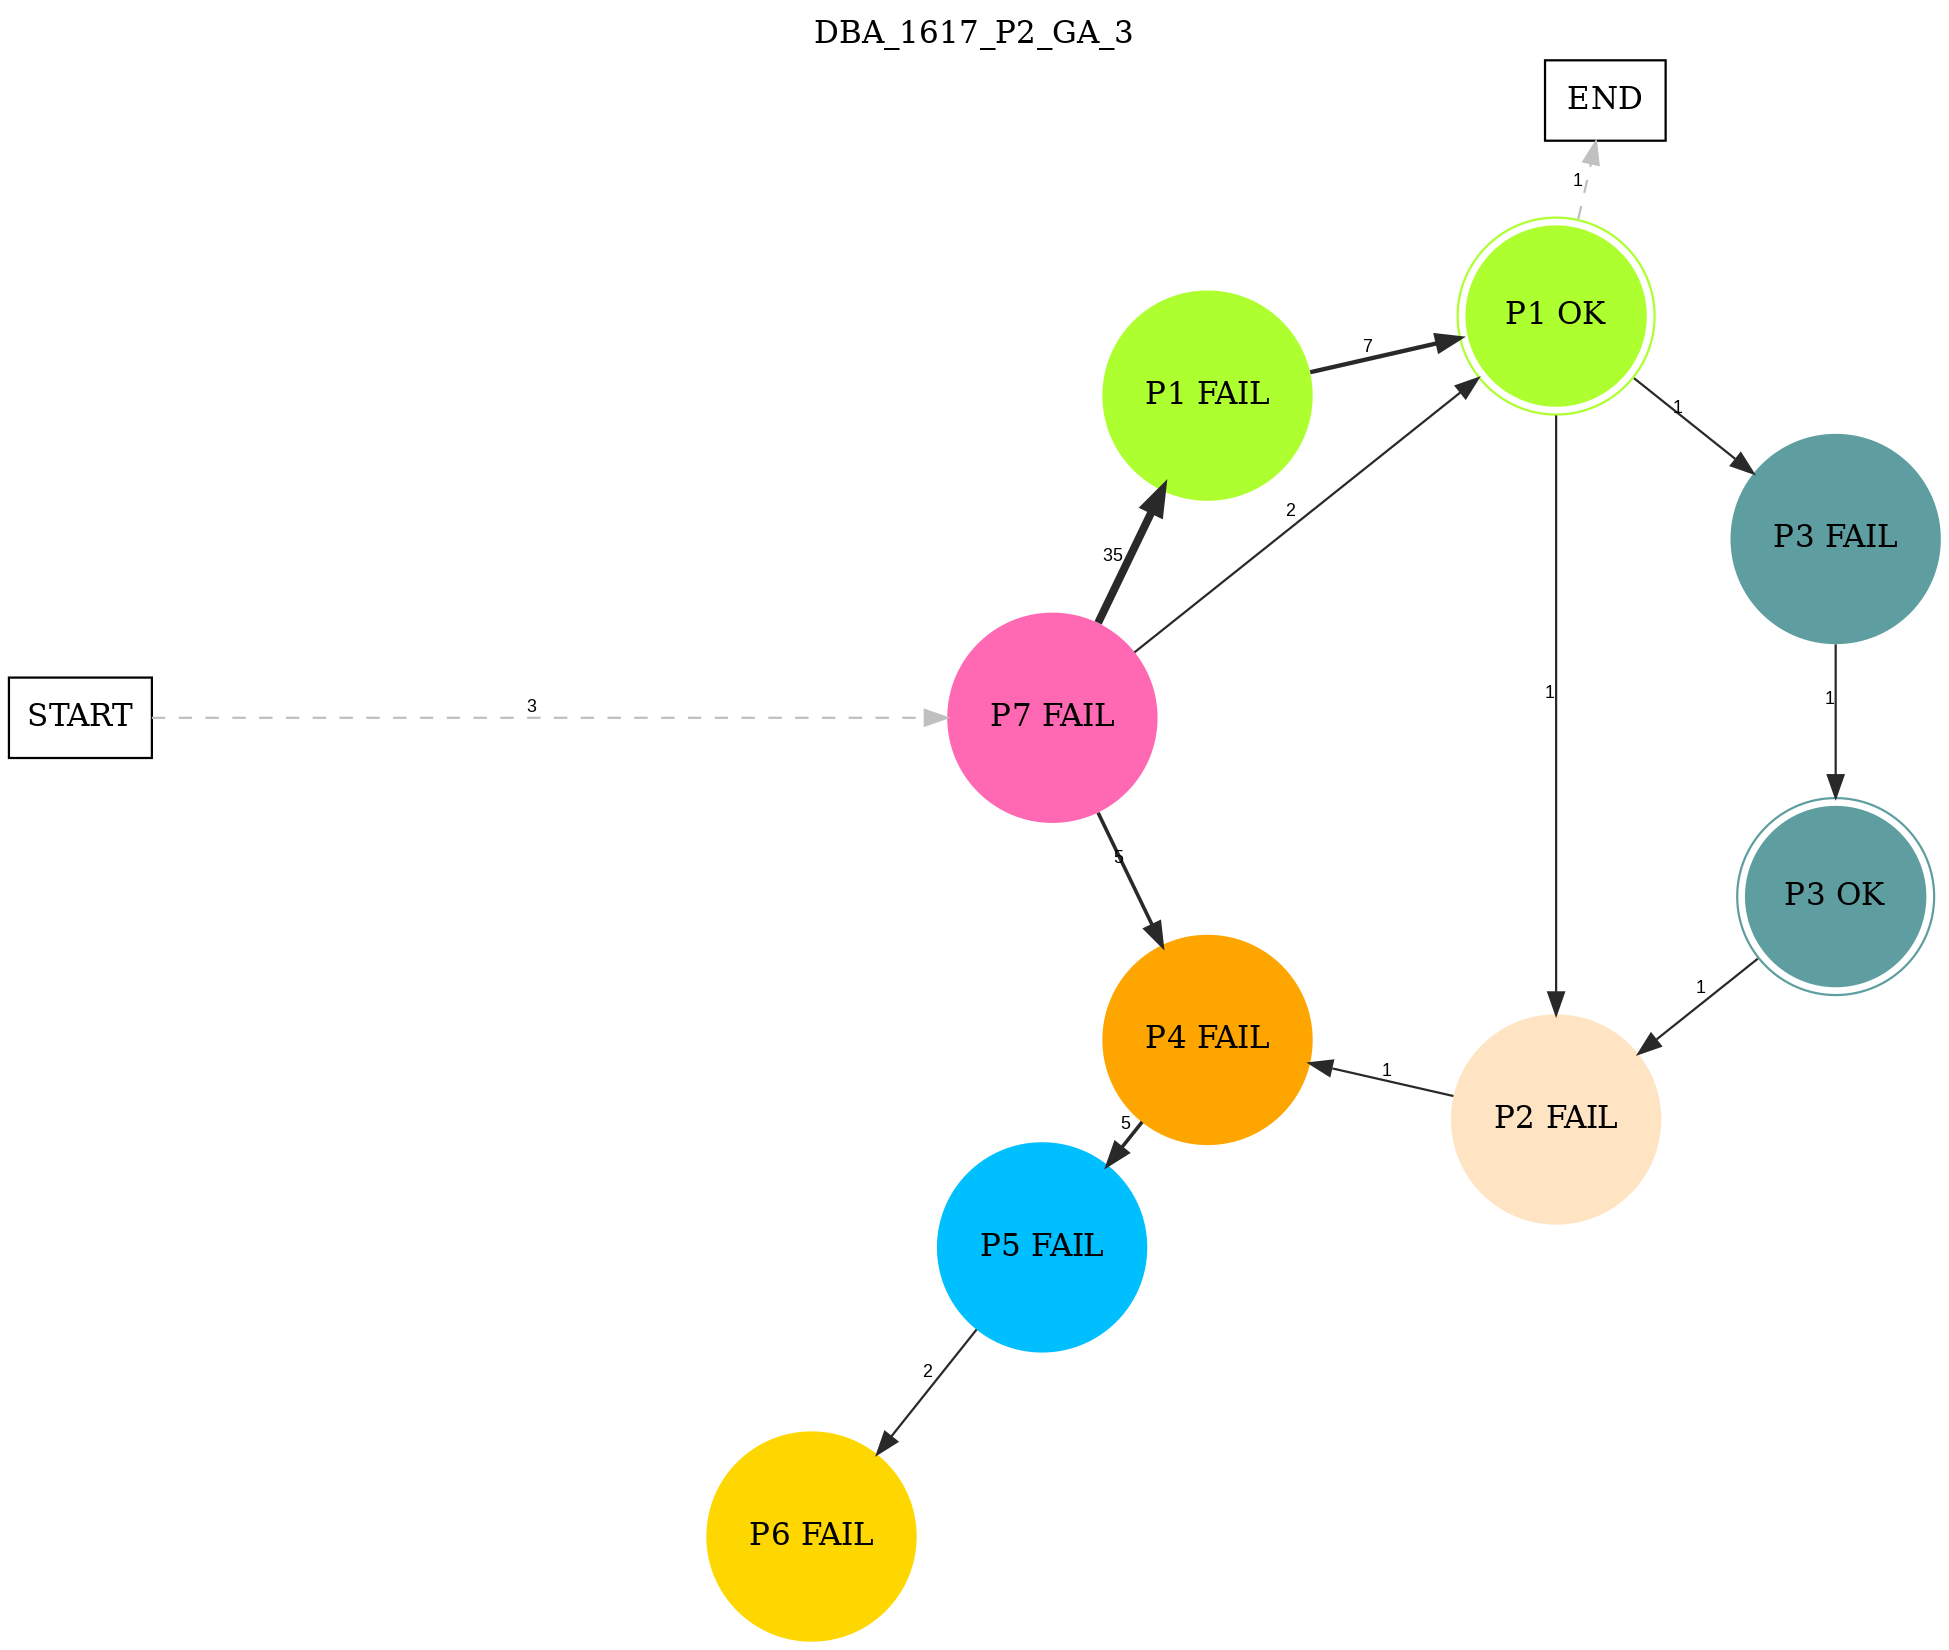 DBA_1617_P2_GA_3
END
1
P1 OK
7
P1 FAIL
1
2
P3 FAIL
35
1
1
START
3
P7 FAIL
5
P3 OK
1
P4 FAIL
1
P2 FAIL
5
P5 FAIL
2
P6 FAIL